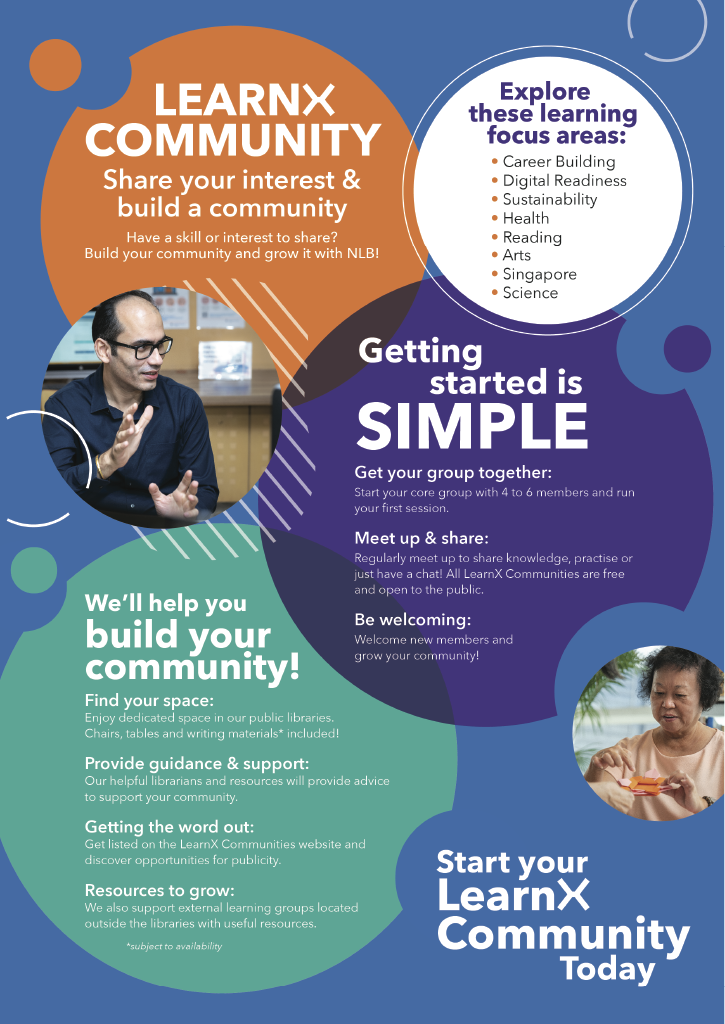 LEARNX
COMMUNITY
Share your interest &
build a community
Have a skill or interest to share?
Build your community and grow it with NLB!
Explore
these learning
focus areas:
• Career Building
• Digital Readiness
• Sustainability
• Health
• Reading
• Arts
• Singapore
• Science
Getting
started is
SIMPLE
Get your group together:
Start your core group with 4 to 6 members and run
your first session.
Meet up & share:
Regularly meet up to share knowledge, practise or
just have a chat! All LearnX Communities are free
and open to the public.
Be welcoming:
Welcome new members and
grow your community!
We’ll help you
build your
community!
Find your space:
Enjoy dedicated space in our public libraries.
Chairs, tables and writing materials* included!
Provide guidance & support:
Our helpful librarians and resources will provide advice
to support your community.
Getting the word out:
Get listed on the LearnX Communities website and
discover opportunities for publicity.
Resources to grow:
We also support external learning groups located
outside the libraries with useful resources.
*subject to availability
Start your
LearnX
Community
Today